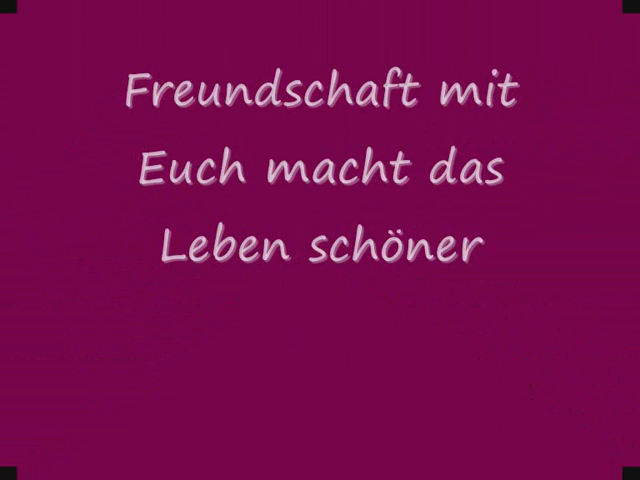 Freundschaft mit
Euch macht das
Leben schöner